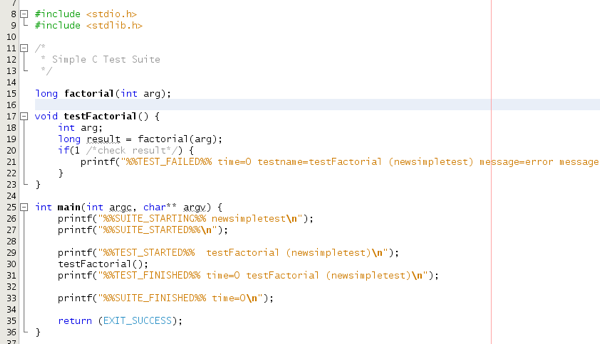 7
8 #include <stdio.h>
9 #include <stdlib.h>
10
11 /*
12 * Simple C Test Suite
13 */
14
15 long factorial(int arg);
16
17 void testFactorial() {
18 int arg;
19 long result = factorial(arg);
20 if(1 /*check result*/) {
21 printf("%%TEST_FAILED%% time=0 testname=testFactorial (newsimpletest) message=error message
22 }
23 }
24
25 int main(int argc, char** argv) {
26 printf("%%SUITE_STARTING%% newsimpletest\n");
27 printf("%%SUITE_STARTED%%\n");
28
29 printf("%%TEST_STARTED%%  testFactorial (newsimpletest)\n");
30 testFactorial();
31 printf("%%TEST_FINISHED%% time=0 testFactorial (newsimpletest)\n");
32
33 printf("%%SUITE_FINISHED%% time=0\n");
34
35 return (EXIT_SUCCESS);
36 }
37